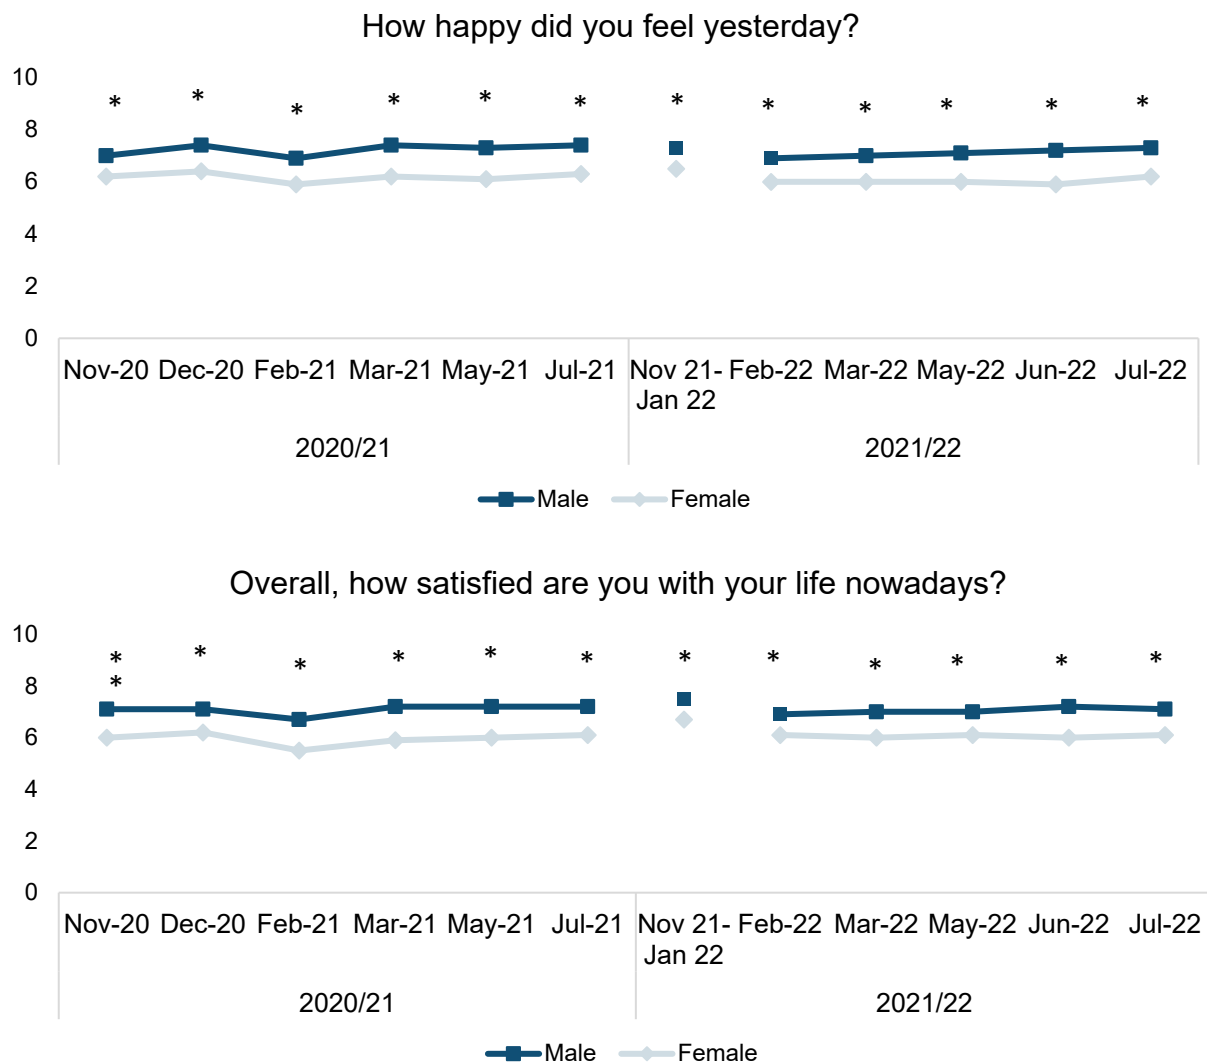 How happy did you feel yesterday?
10
8
6
4
2
0
* * * * * * * * * * * *
Nov-20 Dec-20 Feb-21 Mar-21 May-21 Jul-21 Nov 21- Feb-22 Mar-22 May-22 Jun-22 Jul-22
Jan 22
2020/21 2021/22
Male Female
Overall, how satisfied are you with your life nowadays?
10
8
6
4
2
0
* * * * * * * * * * * *
*
Nov-20 Dec-20 Feb-21 Mar-21 May-21 Jul-21 Nov 21- Feb-22 Mar-22 May-22 Jun-22 Jul-22
Jan 22
2020/21 2021/22
Male Female